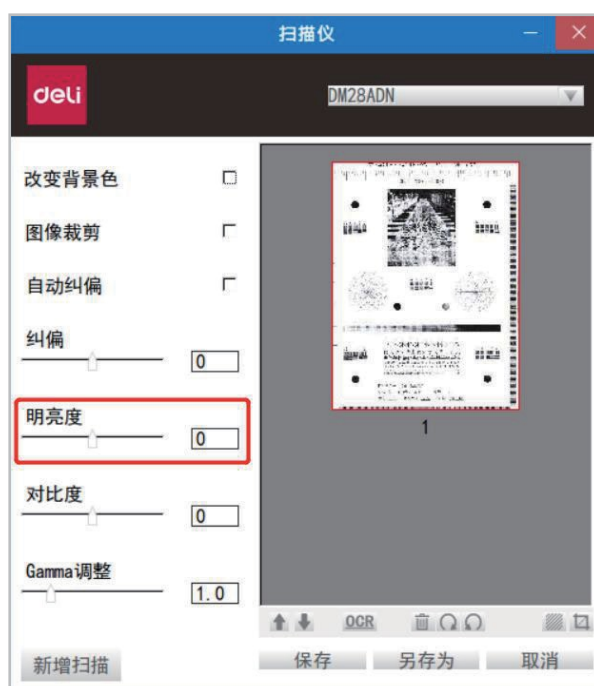 扫描仪
deli
DM28ADN
改变背景色
图像裁剪
自动纠偏
纠偏
0
明亮度
0
对比度
0
Gamma调整
1.0
1
OCR
新增扫描
保存
另存为
取消